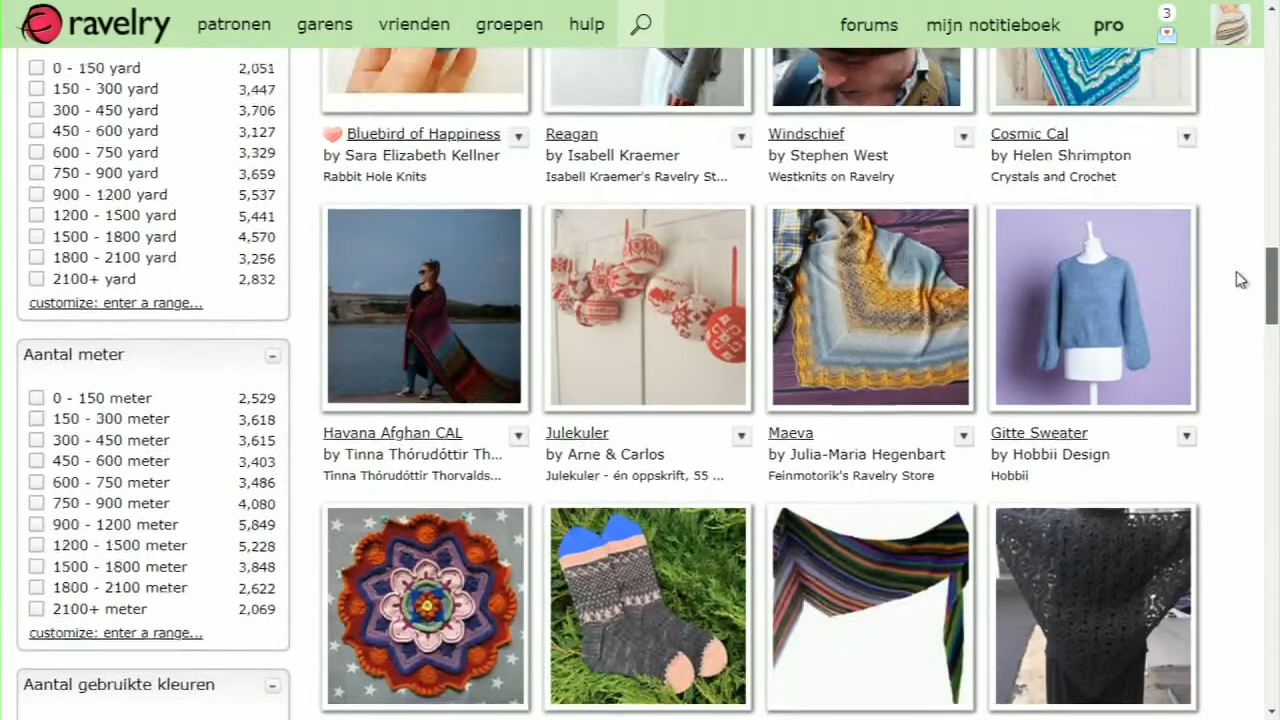 ravelry patronen garens vrienden groepen hulp forums mijn notitieboek pro 3
0 - 150 yard 2,051
150 - 300 yard 3,447
300 - 450 yard 3,706
450 - 600 yard 3,127
600 - 750 yard 3,329
750 - 900 yard 3,659
900 - 1200 yard 5,537
1200 - 1500 yard 5,441
1500 - 1800 yard 4,570
1800 - 2100 yard 3,256
2100+ yard 2,832
customize: enter a range...
Aantal meter
0 - 150 meter 2,529
150 - 300 meter 3,618
300 - 450 meter 3,615
450 - 600 meter 3,403
600 - 750 meter 3,486
750 - 900 meter 4,080
900 - 1200 meter 5,849
1200 - 1500 meter 5,228
1500 - 1800 meter 3,848
1800 - 2100 meter 2,622
2100+ meter 2,069
customize: enter a range...
Aantal gebruikte kleuren
Bluebird of Happiness
by Sara Elizabeth Kellner
Rabbit Hole Knits
Reagan
by Isabell Kraemer
Isabell Kraemer's Ravelry St...
Windschief
by Stephen West
Westknits on Ravelry
Cosmic Cal
by Helen Shrimpton
Crystals and Crochet
Havana Afghan CAL
by Tinna Thórudóttir Th...
Tinna Thórudóttir Thorvalds...
Julekuler
by Arne & Carlos
Julekuler - én oppskrift, 55 ...
Maeva
by Julia-Maria Hegenbart
Feinmotorik's Ravelry Store
Gitte Sweater
by Hobbii Design
Hobbii